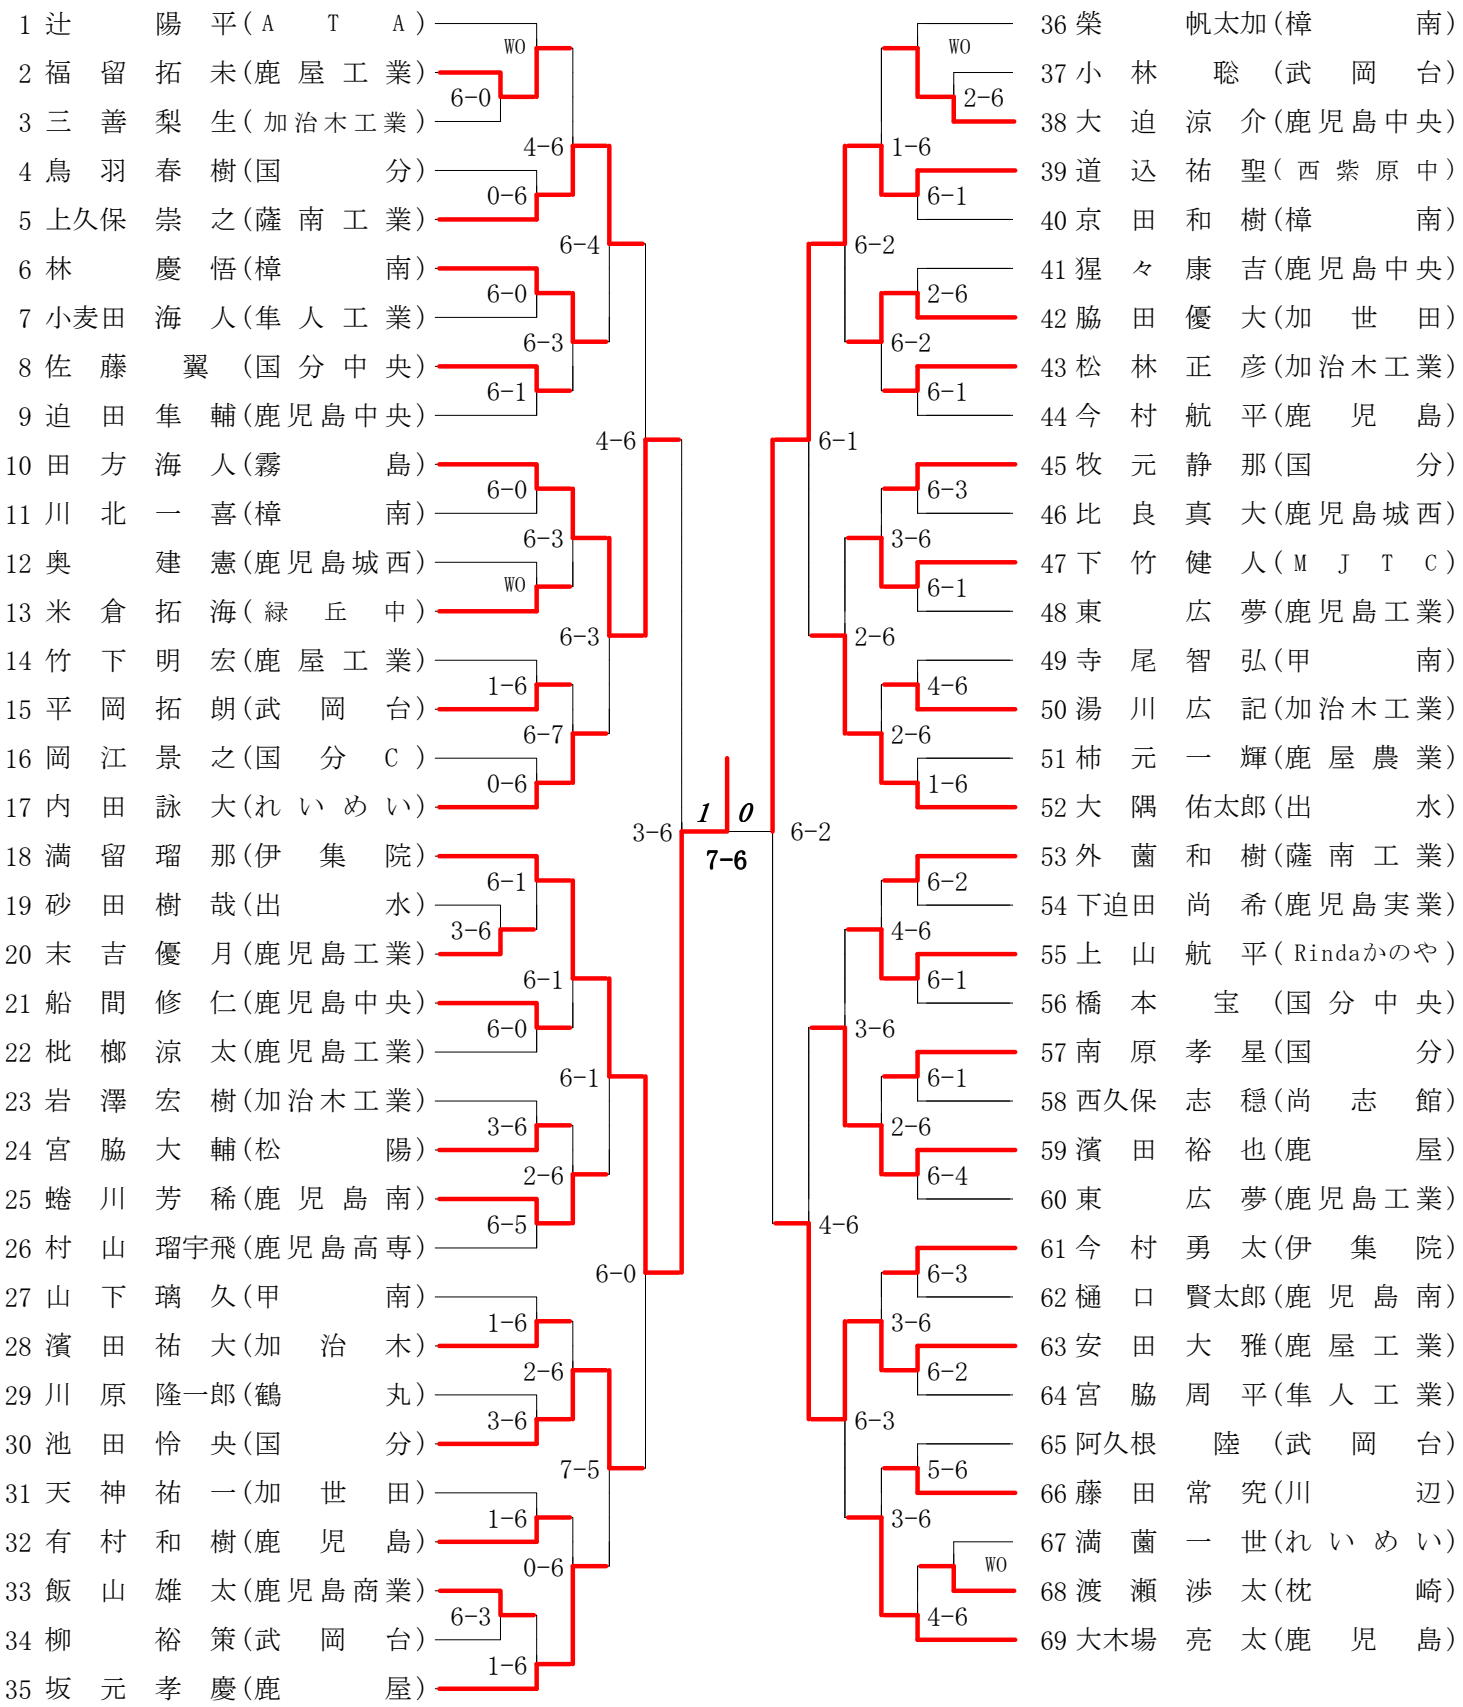 1 辻 陽 平 (A T A)
2 福 留 拓 未 (鹿 屋 工 業)
3 三 善 梨 生 (加治木工業)
4 鳥 羽 春 樹 (国 分)
5 上久保 崇 之 (薩 南 工 業)
6 林 慶 悟 (樟 南)
7 小麦田 海 人 (隼 人 工 業)
8 佐 藤 翼 (国 分 中 央)
9 迫 田 隼 輔 (鹿児島中央)
10 田 方 海 人 (霧 島)
11 川 北 一 喜 (樟 南)
12 奥 建 憲 (鹿児島城西)
13 米 倉 拓 海 (緑 丘 中)
14 竹 下 明 宏 (鹿 屋 工 業)
15 平 岡 拓 朗 (武 岡 台)
16 岡 江 景 之 (国 分 C)
17 内 田 詠 大 (れいめい)
18 満 留 瑠 那 (伊 集 院)
19 砂 田 樹 哉 (出 水)
20 末 吉 優 月 (鹿児島工業)
21 船 間 修 仁 (鹿児島中央)
22 枇 榔 涼 太 (鹿児島工業)
23 岩 澤 宏 樹 (加治木工業)
24 宮 脇 大 輔 (松 陽)
25 蜷 川 芳 稀 (鹿 児 島 南)
26 村 山 瑠宇飛 (鹿児島高専)
27 山 下 璃 久 (甲 南)
28 濱 田 祐 大 (加 治 木)
29 川 原 隆一郎 (鶴 丸)
30 池 田 怜 央 (国 分)
31 天 神 祐 一 (加 世 田)
32 有 村 和 樹 (鹿 児 島)
33 飯 山 雄 太 (鹿児島商業)
34 柳 裕 策 (武 岡 台)
35 坂 元 孝 慶 (鹿 屋)
WO
6-0
4-6
0-6
6-4
6-0
6-3
6-1
4-6
6-0
6-3
WO
6-3
1-6
6-7
0-6
3-6
6-1
3-6
6-1
6-0
6-1
3-6
2-6
6-5
6-0
1-6
2-6
3-6
7-5
1-6
0-6
6-3
1-6
1 0
7-6
WO
2-6
1-6
6-1
6-2
2-6
6-2
6-1
6-1
6-3
3-6
6-1
2-6
4-6
2-6
1-6
6-2
6-2
4-6
6-1
3-6
6-1
2-6
6-4
4-6
6-3
3-6
6-2
6-3
5-6
3-6
WO
4-6
36 榮 帆太加 (樟 南)
37 小 林 聡 (武 岡 台)
38 大 迫 涼 介 (鹿児島中央)
39 道 込 祐 聖 (西紫原中)
40 京 田 和 樹 (樟 南)
41 猩 々 康 吉 (鹿児島中央)
42 脇 田 優 大 (加 世 田)
43 松 林 正 彦 (加治木工業)
44 今 村 航 平 (鹿 児 島)
45 牧 元 静 那 (国 分)
46 比 良 真 大 (鹿児島城西)
47 下 竹 健 人 (M J T C)
48 東 広 夢 (鹿児島工業)
49 寺 尾 智 弘 (甲 南)
50 湯 川 広 記 (加治木工業)
51 柿 元 一 輝 (鹿 屋 農 業)
52 大 隅 佑太郎 (出 水)
53 外 薗 和 樹 (薩 南 工 業)
54 下迫田 尚 希 (鹿児島実業)
55 上 山 航 平 (Rindaかのや)
56 橋 本 宝 (国 分 中 央)
57 南 原 孝 星 (国 分)
58 西久保 志 穏 (尚 志 館)
59 濱 田 裕 也 (鹿 屋)
60 東 広 夢 (鹿児島工業)
61 今 村 勇 太 (伊 集 院)
62 樋 口 賢太郎 (鹿 児 島 南)
63 安 田 大 雅 (鹿 屋 工 業)
64 宮 脇 周 平 (隼 人 工 業)
65 阿久根 陸 (武 岡 台)
66 藤 田 常 究 (川 辺)
67 満 薗 一 世 (れいめい)
68 渡 瀬 渉 太 (枕 崎)
69 大木場 亮 太 (鹿 児 島)